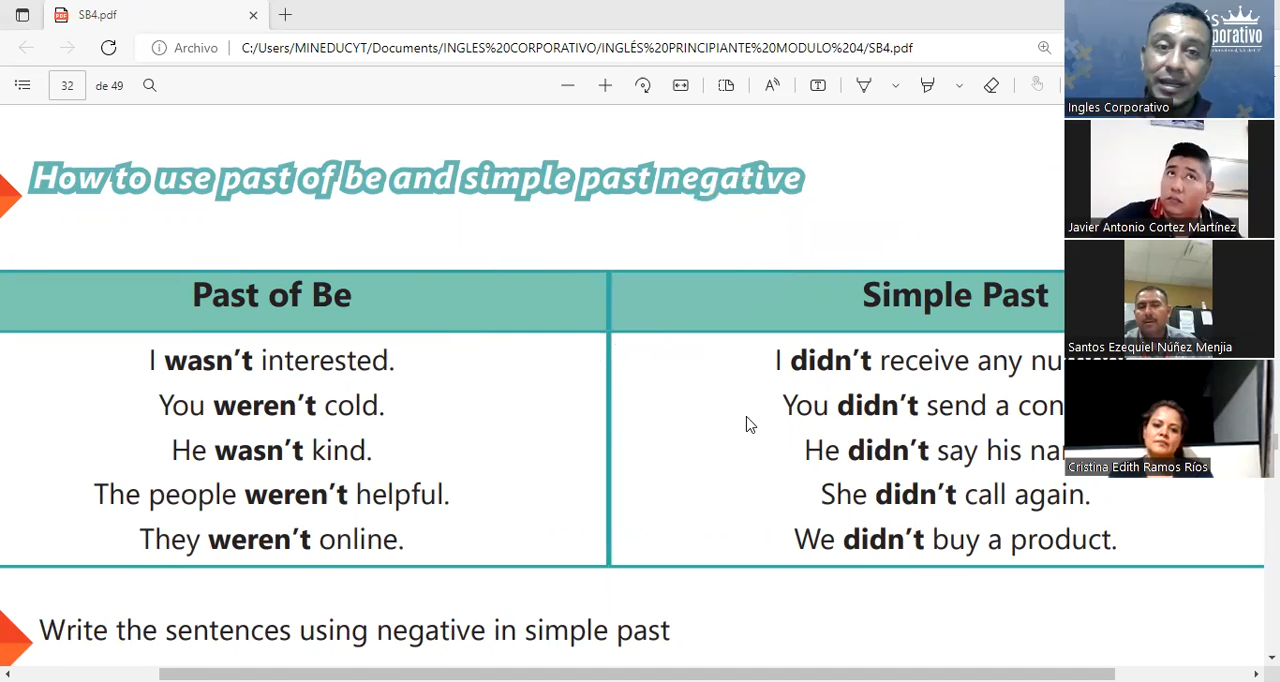 SB4.pdf
Archivo
C:/Users/MINEDUCYT/Documents/INGLES%20CORPORATIVO/INGLÉS%20PRINCIPIANTE%20MODULO%204/SB4.pdf
32 de 49
How to use past of be and simple past negative
Past of Be
I wasn't interested.
You weren't cold.
He wasn't kind.
The people weren't helpful.
They weren't online.
Simple Past
I didn't receive any
You didn't send a
He didn't say his
She didn't call again.
We didn't buy a product.
Write the sentences using negative in simple past
Ingles Corporativo
Javier Antonio Cortez Martínez
Santos Ezequiel Núñez Menjia
Cristina Edith Ramos Ríos